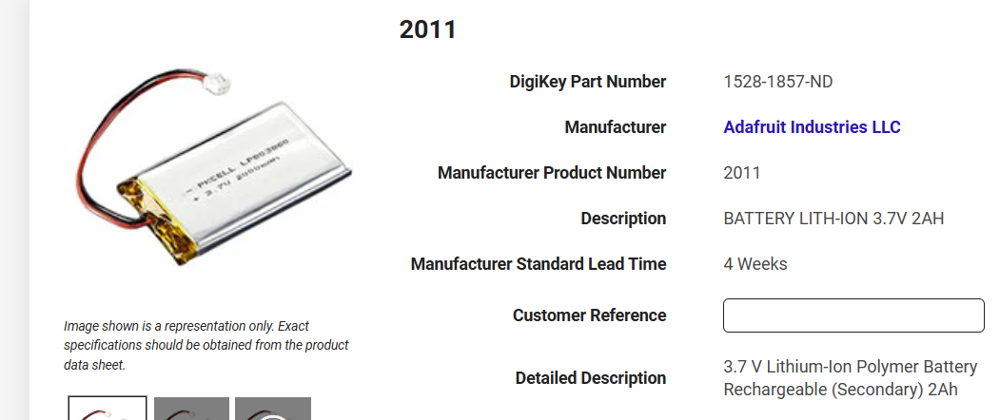 2011
DigiKey Part Number 1528-1857-ND
Manufacturer Adafruit Industries LLC
Manufacturer Product Number 2011
Description BATTERY LITH-ION 3.7V 2AH
Manufacturer Standard Lead Time 4 Weeks
Customer Reference
Detailed Description 3.7 V Lithium-Ion Polymer Battery
Rechargeable (Secondary) 2Ah
- PKCELL LP803860
+ 3.7V 2000mAh
Image shown is a representation only. Exact
specifications should be obtained from the product
data sheet.